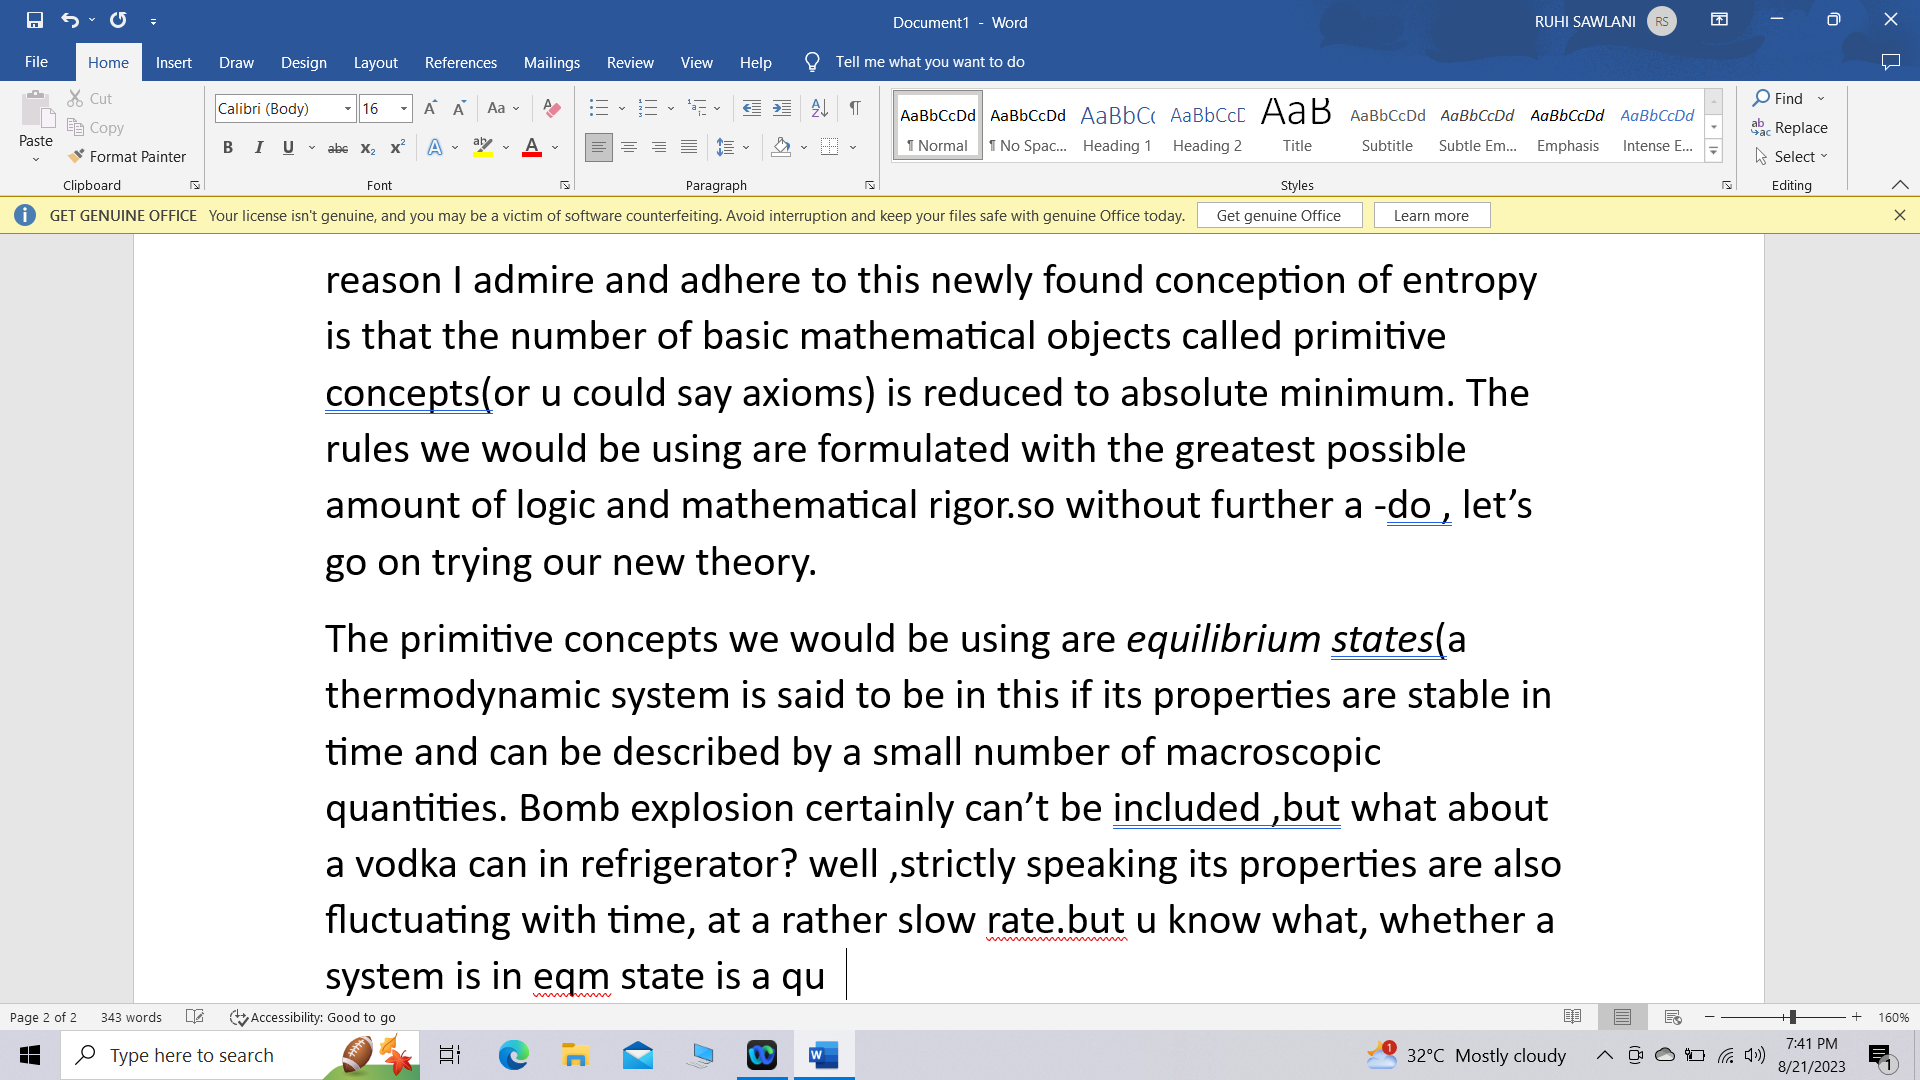 Document1 - Word
RUHI SAWLANI RS
File Home Insert Draw Design Layout References Mailings Review View Help Tell me what you want to do
Paste
Cut
Copy
Format Painter
Clipboard
Calibri (Body) 16 A A Aa A
B I U abc x₂ x² A ab A
Font
Paragraph
AaBbCcDd AaBbCcDd AaBbCc AaBbCcD AaB AaBbCcDd AaBbCcDd AaBbCcDd AaBbCcDd
¶ Normal ¶ No Spac... Heading 1 Heading 2 Title Subtitle Subtle Em... Emphasis Intense E...
Styles
Find
Replace
Select
Editing
GET GENUINE OFFICE Your license isn't genuine, and you may be a victim of software counterfeiting. Avoid interruption and keep your files safe with genuine Office today. Get genuine Office Learn more
reason I admire and adhere to this newly found conception of entropy
is that the number of basic mathematical objects called primitive
concepts(or u could say axioms) is reduced to absolute minimum. The
rules we would be using are formulated with the greatest possible
amount of logic and mathematical rigor.so without further a -do , let’s
go on trying our new theory.
The primitive concepts we would be using are equilibrium states(a
thermodynamic system is said to be in this if its properties are stable in
time and can be described by a small number of macroscopic
quantities. Bomb explosion certainly can’t be included ,but what about
a vodka can in refrigerator? well ,strictly speaking its properties are also
fluctuating with time, at a rather slow rate.but u know what, whether a
system is in eqm state is a qu
Page 2 of 2 343 words Accessibility: Good to go 160%
Type here to search
1 32°C Mostly cloudy
7:41 PM
8/21/2023
1